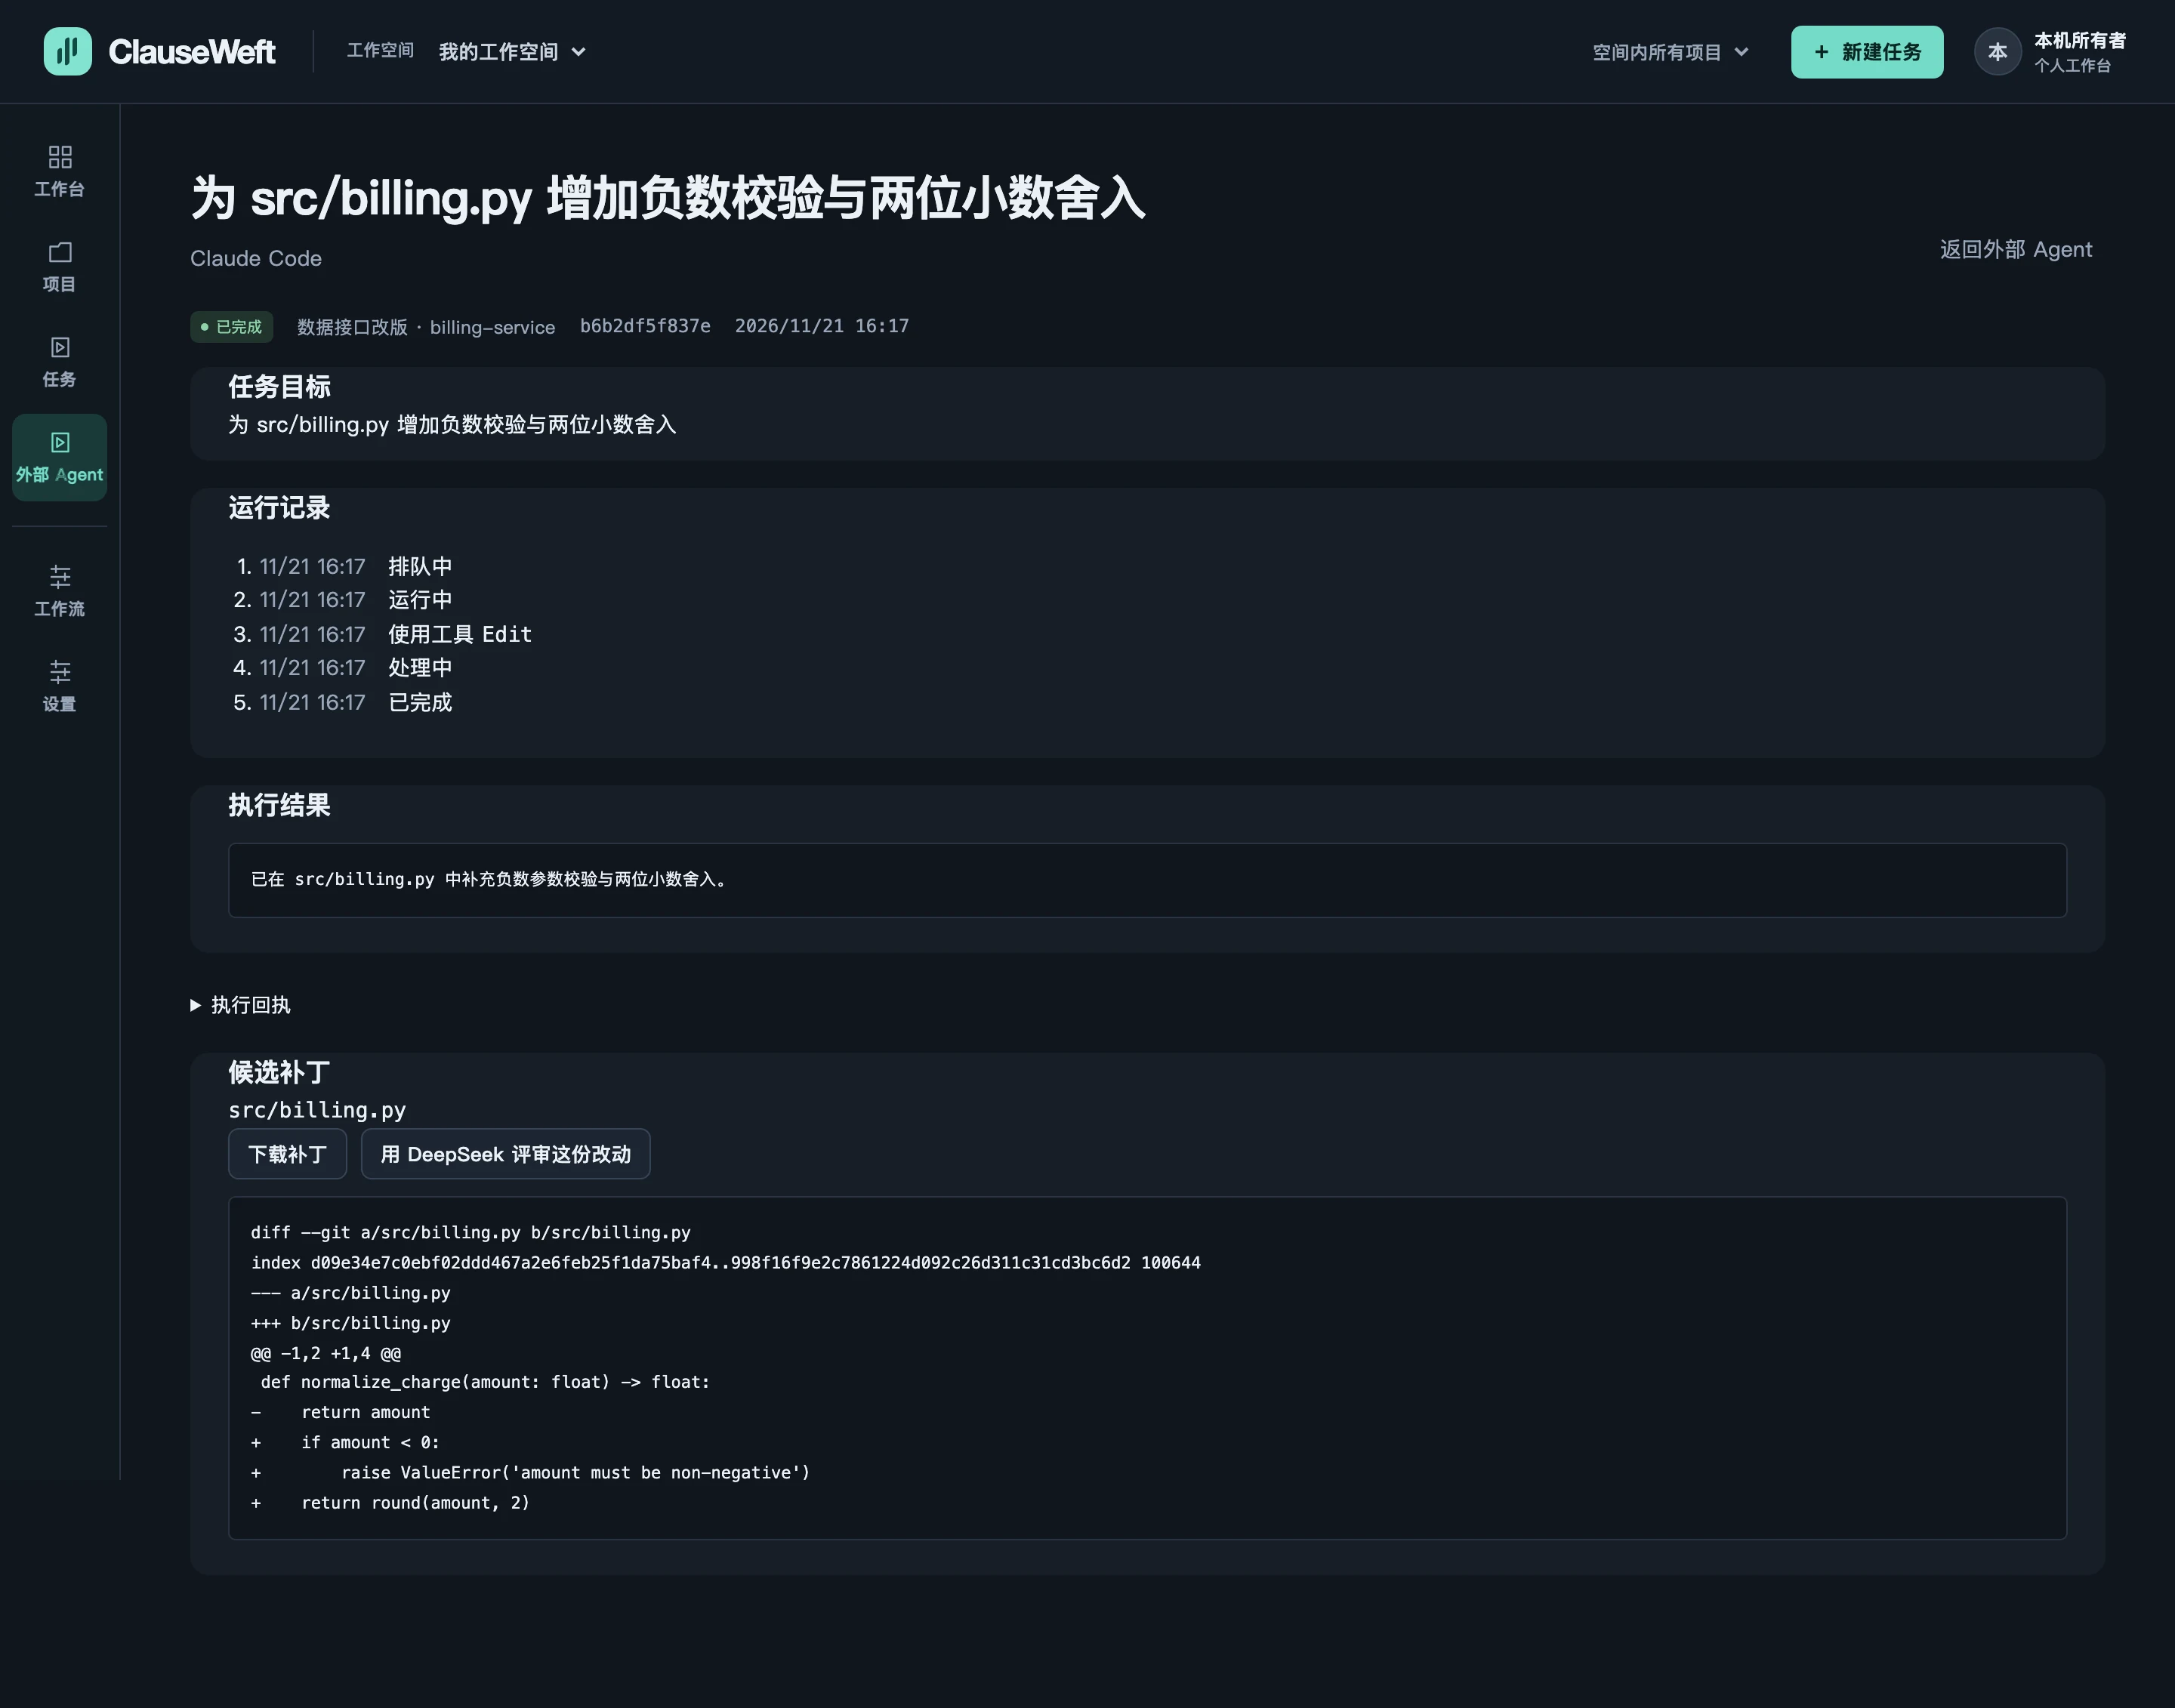 ClauseWeft
工作空间 我的工作空间
空间内所有项目
+ 新建任务
本
本机所有者
个人工作台
工作台
项目
任务
外部 Agent
工作流
设置
为 src/billing.py 增加负数校验与两位小数舍入
Claude Code
返回外部 Agent
已完成 数据接口改版 · billing-service b6b2df5f837e 2026/11/21 16:17
任务目标
为 src/billing.py 增加负数校验与两位小数舍入
运行记录
1. 11/21 16:17 排队中
2. 11/21 16:17 运行中
3. 11/21 16:17 使用工具 Edit
4. 11/21 16:17 处理中
5. 11/21 16:17 已完成
执行结果
已在 src/billing.py 中补充负数参数校验与两位小数舍入。
▶ 执行回执
候选补丁
src/billing.py
下载补丁
用 DeepSeek 评审这份改动
diff --git a/src/billing.py b/src/billing.py
index d09e34e7c0ebf02ddd467a2e6feb25f1da75baf4..998f16f9e2c7861224d092c26d311c31cd3bc6d2 100644
--- a/src/billing.py
+++ b/src/billing.py
@@ -1,2 +1,4 @@
 def normalize_charge(amount: float) -> float:
-    return amount
+    if amount < 0:
+        raise ValueError('amount must be non-negative')
+    return round(amount, 2)